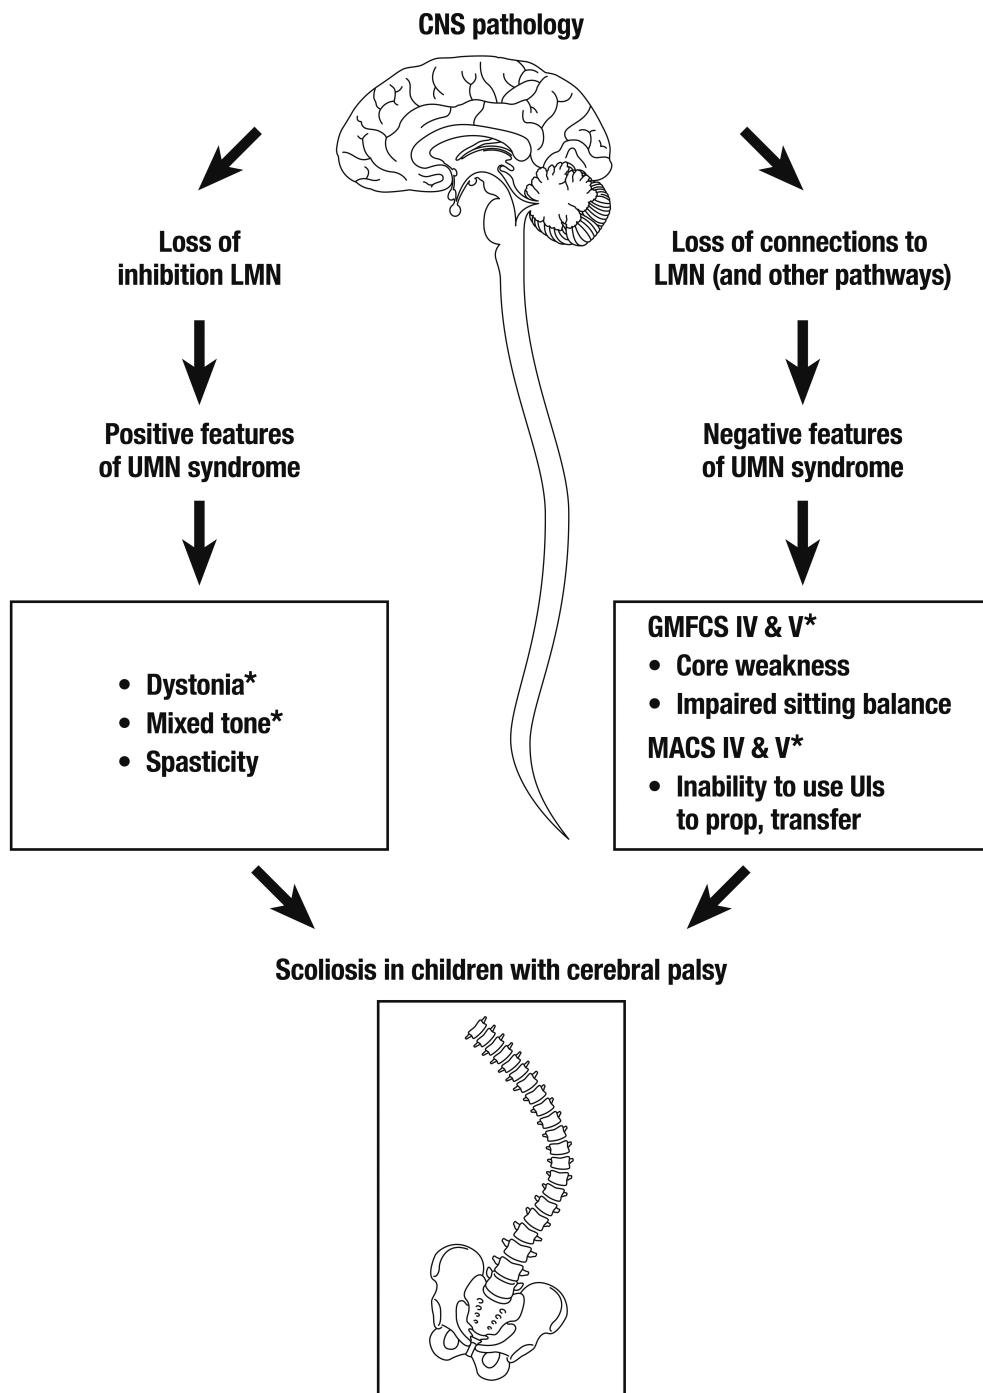 CNS pathology
Loss of
inhibition LMN
Loss of connections to
LMN (and other pathways)
Positive features
of UMN syndrome
Negative features
of UMN syndrome
• Dystonia*
• Mixed tone*
• Spasticity
GMFCS IV & V*
• Core weakness
• Impaired sitting balance
MACS IV & V*
• Inability to use Uls
to prop, transfer
Scoliosis in children with cerebral palsy